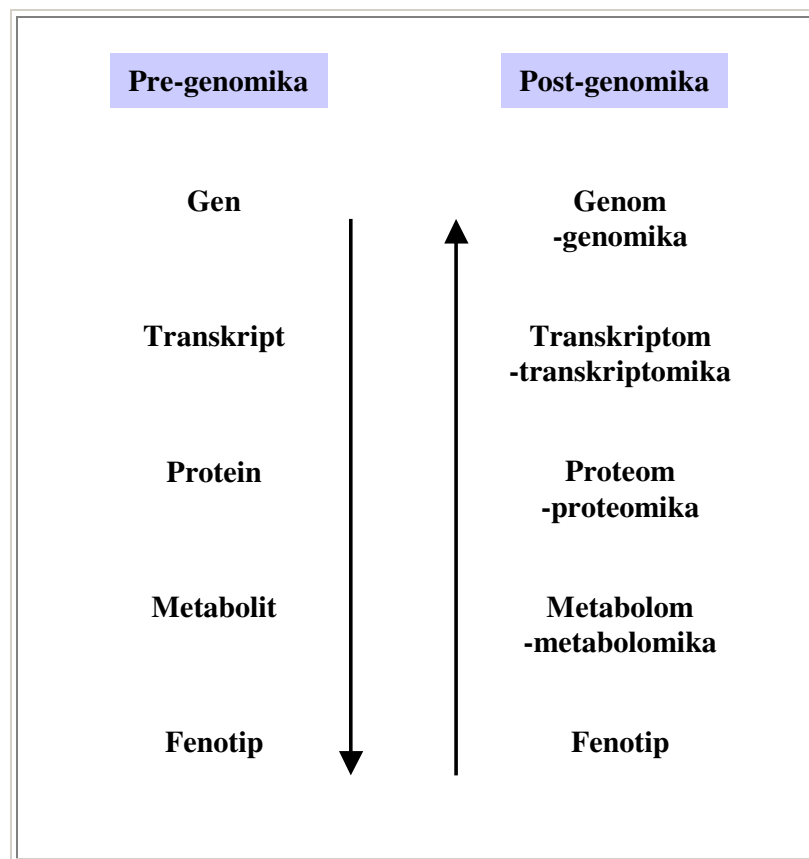 Pre-genomika
Post-genomika
Gen
Genom
-genomika
Transkript
Transkriptom
-transkriptomika
Protein
Proteom
-proteomika
Metabolit
Metabolom
-metabolomika
Fenotip
Fenotip